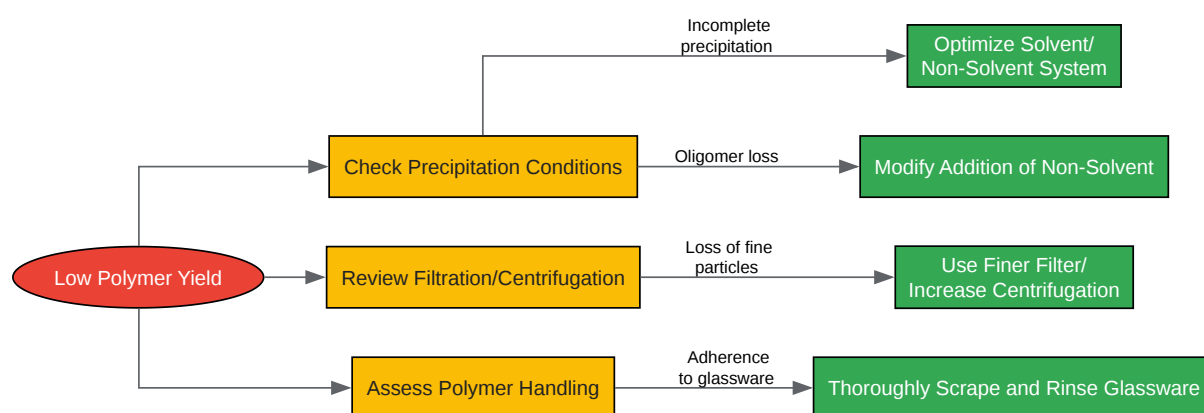 Incomplete
precipitation
Optimize Solvent/
Non-Solvent System
Check Precipitation Conditions
Oligomer loss
Modify Addition of Non-Solvent
Low Polymer Yield
Review Filtration/Centrifugation
Loss of fine
particles
Use Finer Filter/
Increase Centrifugation
Assess Polymer Handling
Adherence
to glassware
Thoroughly Scrape and Rinse Glassware